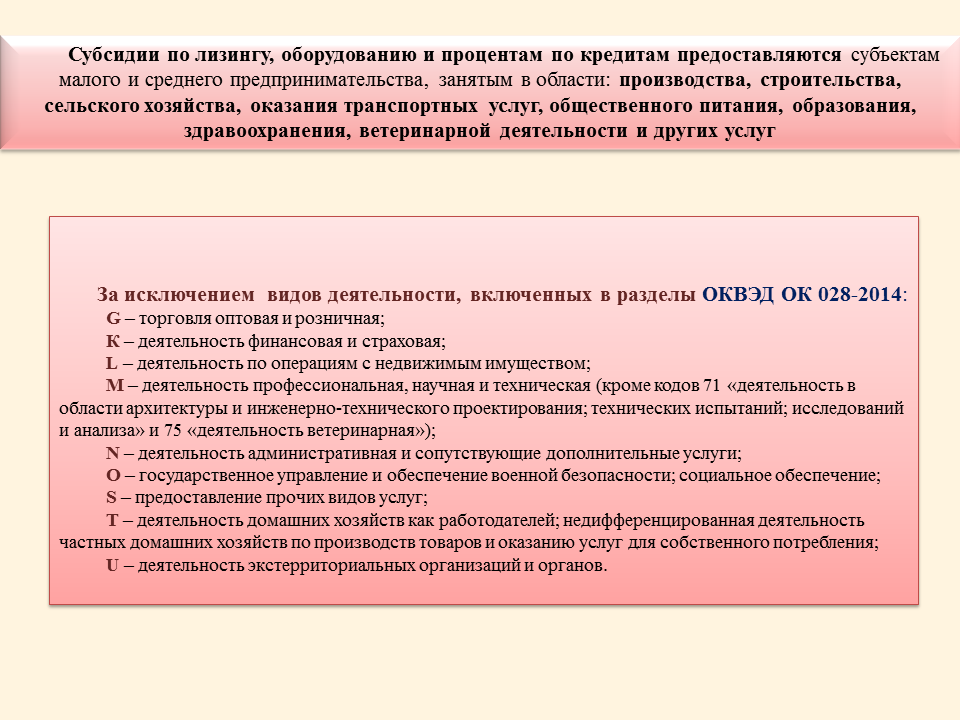 Субсидии по лизингу, оборудованию и процентам по кредитам предоставляются субъектам
малого и среднего предпринимательства, занятым в области: производства, строительства,
сельского хозяйства, оказания транспортных услуг, общественного питания, образования,
здравоохранения, ветеринарной деятельности и других услуг
За исключением видов деятельности, включенных в разделы ОКВЭД ОК 028-2014:
G – торговля оптовая и розничная;
К – деятельность финансовая и страховая;
L – деятельность по операциям с недвижимым имуществом;
M – деятельность профессиональная, научная и техническая (кроме кодов 71 «деятельность в
области архитектуры и инженерно-технического проектирования; технических испытаний; исследований
и анализа» и 75 «деятельность ветеринарная»);
N – деятельность административная и сопутствующие дополнительные услуги;
O – государственное управление и обеспечение военной безопасности; социальное обеспечение;
S – предоставление прочих видов услуг;
T – деятельность домашних хозяйств как работодателей; недифференцированная деятельность
частных домашних хозяйств по производств товаров и оказанию услуг для собственного потребления;
U – деятельность экстерриториальных организаций и органов.